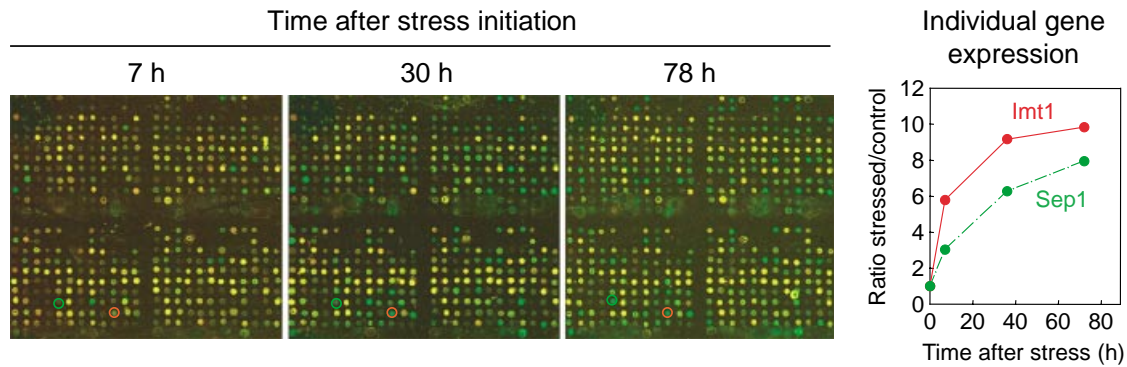 Time after stress initiation
7 h
30 h
78 h
Individual gene
expression
Ratio stressed/control
12
10
8
6
4
2
0
Imt1
Sep1
0 20 40 60 80
Time after stress (h)